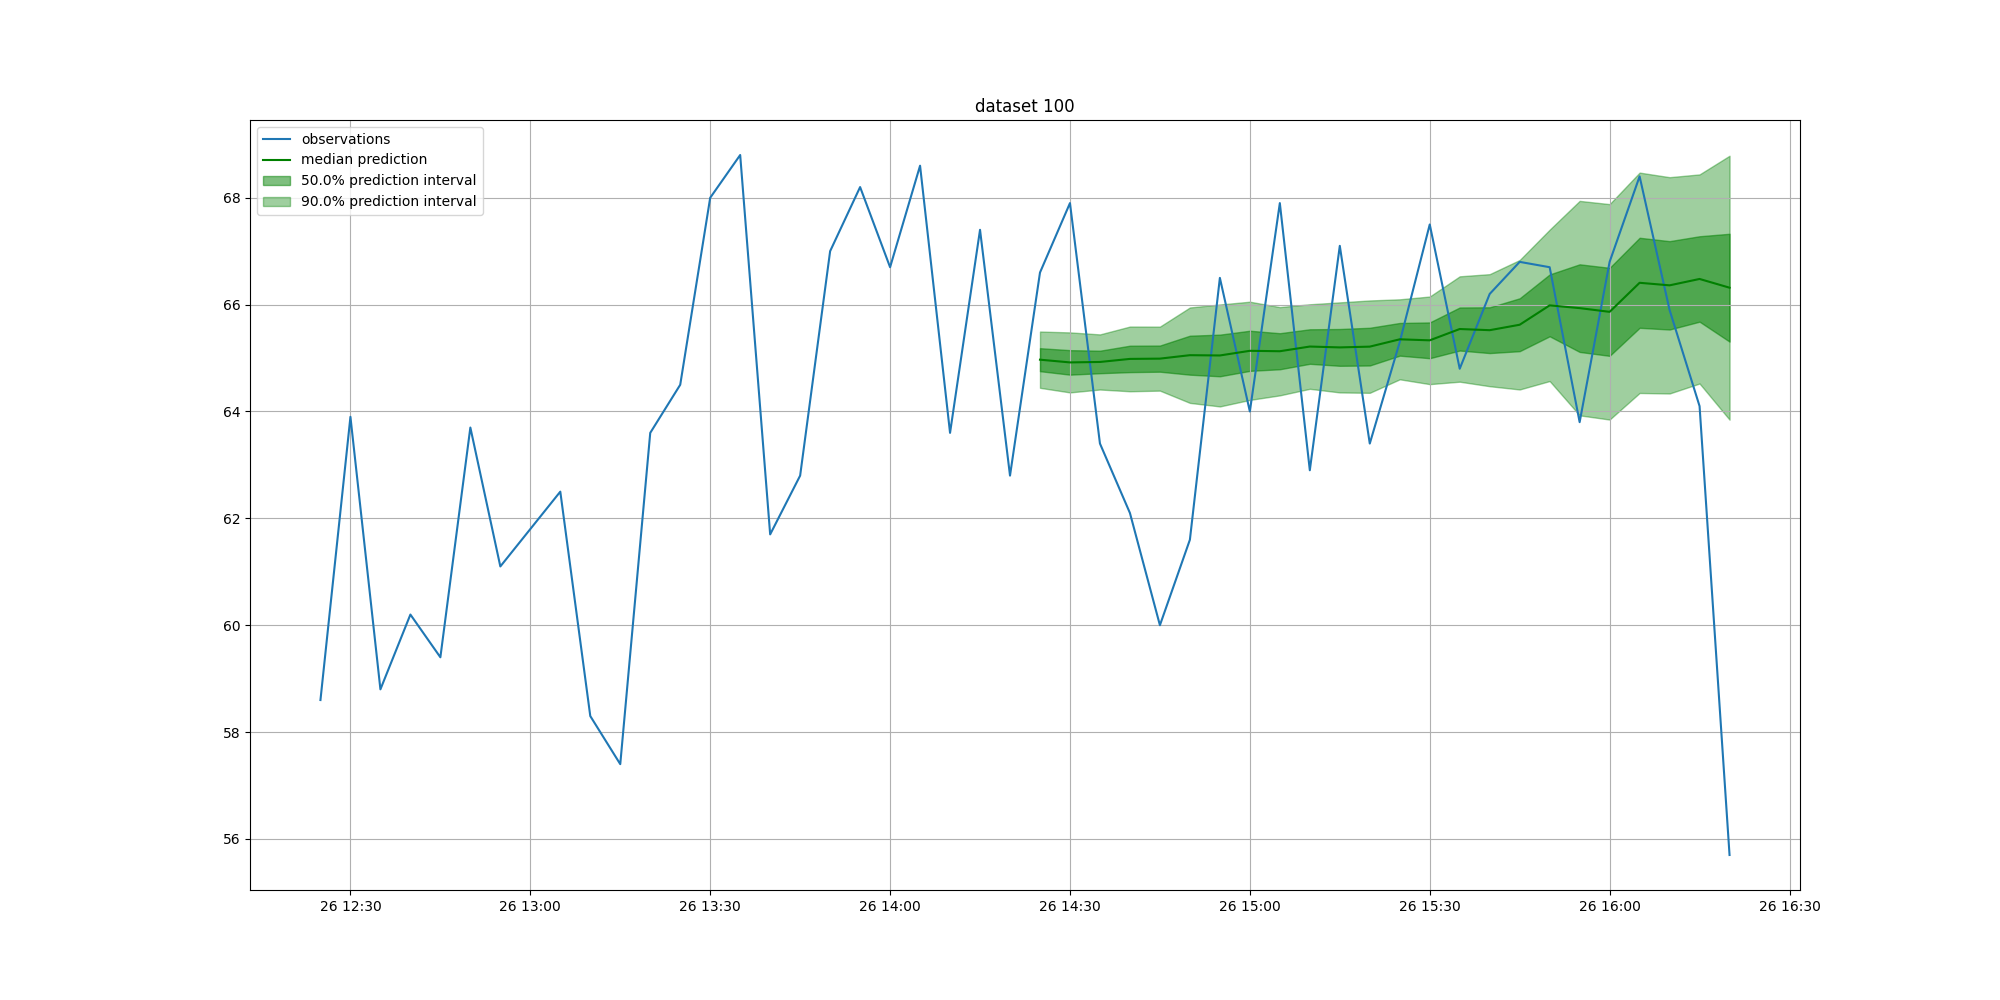 dataset 100
observations
median prediction
50.0% prediction interval
90.0% prediction interval
68
66
64
62
60
58
56
26 12:30 26 13:00 26 13:30 26 14:00 26 14:30 26 15:00 26 15:30 26 16:00 26 16:30